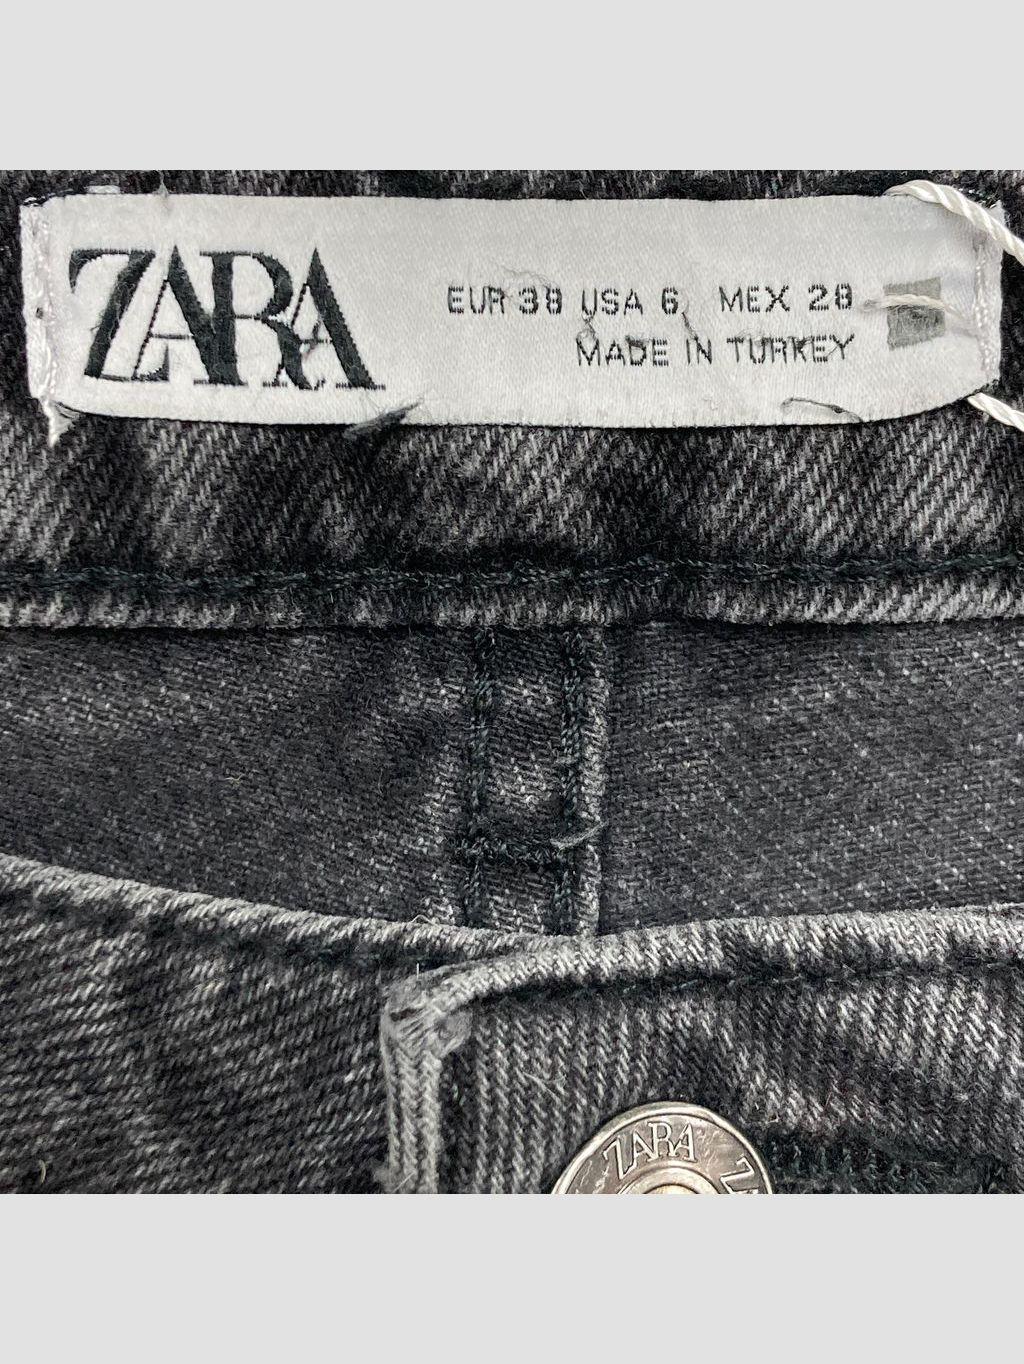 ZARA
EUR 38 USA 6 MEX 28
MADE IN TURKEY
ZARA